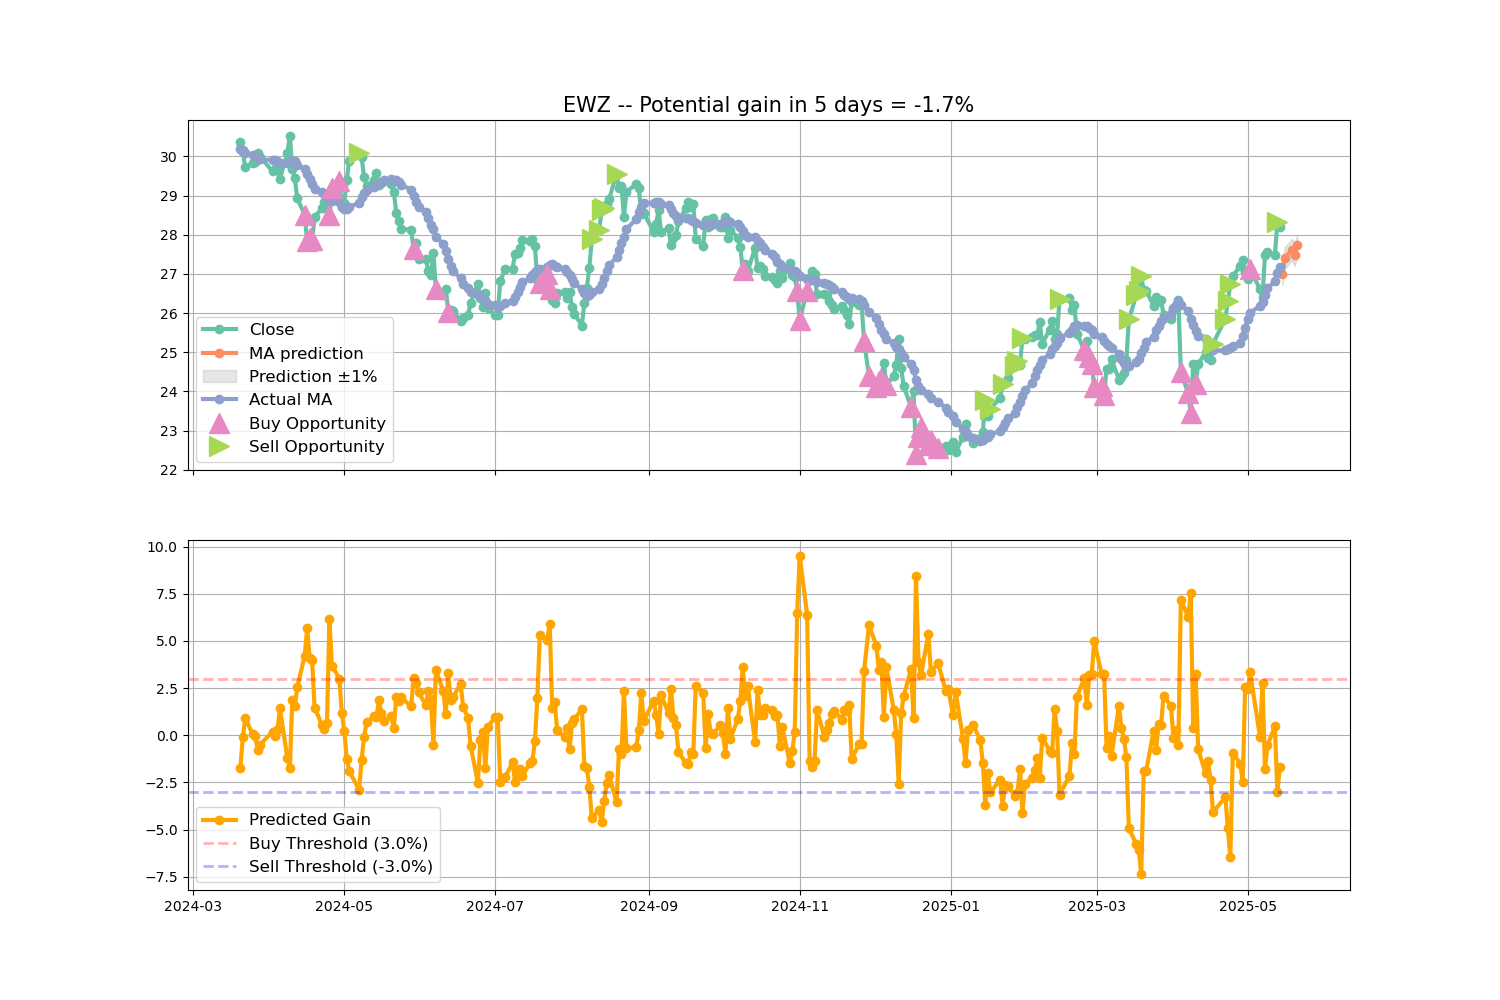 EWZ -- Potential gain in 5 days = -1.7%
30
29
28
27
26
25
24
23
22
Close
MA prediction
Prediction ±1%
Actual MA
Buy Opportunity
Sell Opportunity
10.0
7.5
5.0
2.5
0.0
−2.5
−5.0
−7.5
Predicted Gain
Buy Threshold (3.0%)
Sell Threshold (-3.0%)
2024-03 2024-05 2024-07 2024-09 2024-11 2025-01 2025-03 2025-05